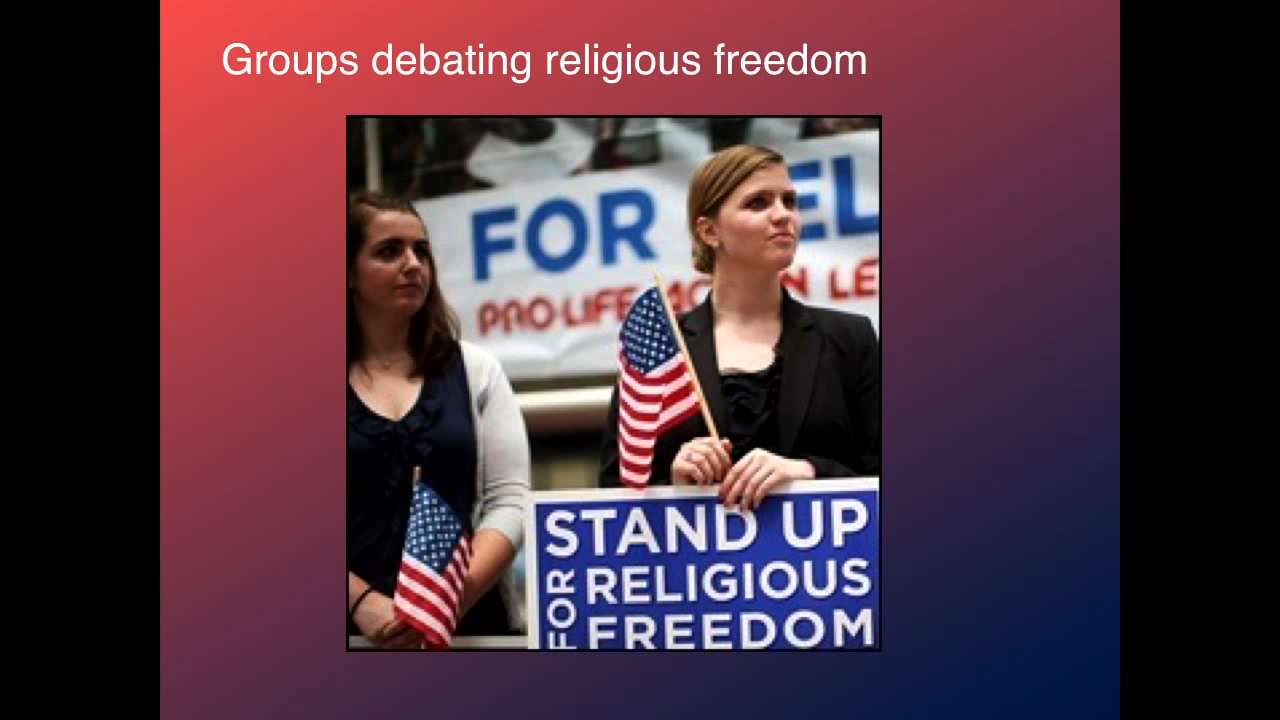 Groups debating religious freedom
FOR
PRO-LIFE
STAND UP
FOR RELIGIOUS
FREEDOM